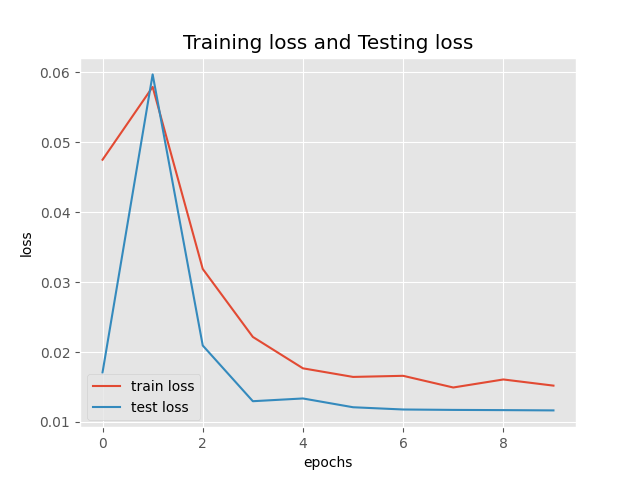 Training loss and Testing loss
0.06
0.05
0.04
0.03
0.02
0.01
loss
train loss
test loss
0 2 4 6 8
epochs